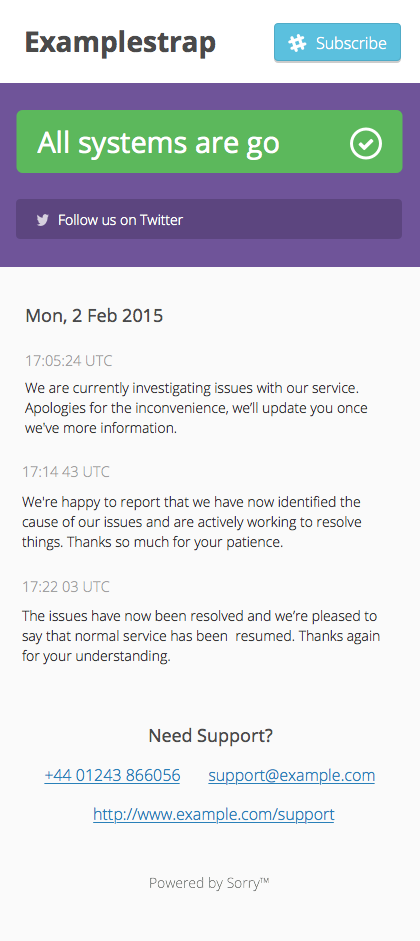 Examplestrap
Subscribe
All systems are go
Follow us on Twitter
Mon, 2 Feb 2015
17:05:24 UTC
We are currently investigating issues with our service.
Apologies for the inconvenience, we’ll update you once
we've more information.
17:14 43 UTC
We're happy to report that we have now identified the
cause of our issues and are actively working to resolve
things. Thanks so much for your patience.
17:22 03 UTC
The issues have now been resolved and we’re pleased to
say that normal service has been  resumed. Thanks again
for your understanding.
Need Support?
+44 01243 866056 support@example.com
http://www.example.com/support
Powered by Sorry™